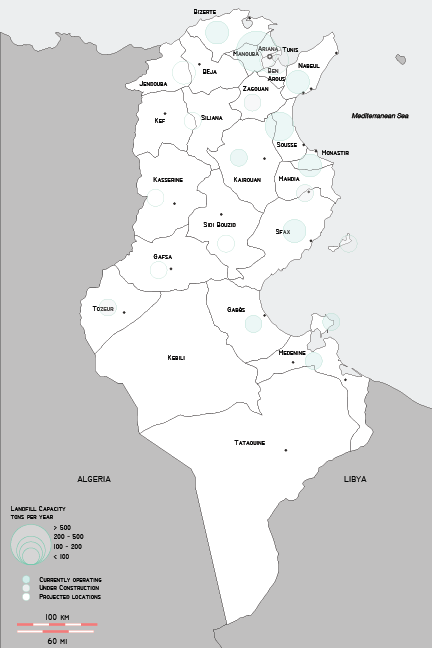 Bizerte
Ariana
Tunis
Manouba
Ben
Arous
Nabeul
Béja
Jendouba
Zagouan
Kef
Siliana
Mediterranean Sea
Sousse
Monastir
Kasserine
Kairouan
Mahdia
Sidi Bouzid
Sfax
Gafsa
Tozeur
Gabès
Kebili
Medenine
Tataouine
ALGERIA
LIBYA
Landfill Capacity
tons per year
> 500
200 - 500
100 - 200
< 100
Currently operating
Under Construction
Projected locations
100 KM
60 MI